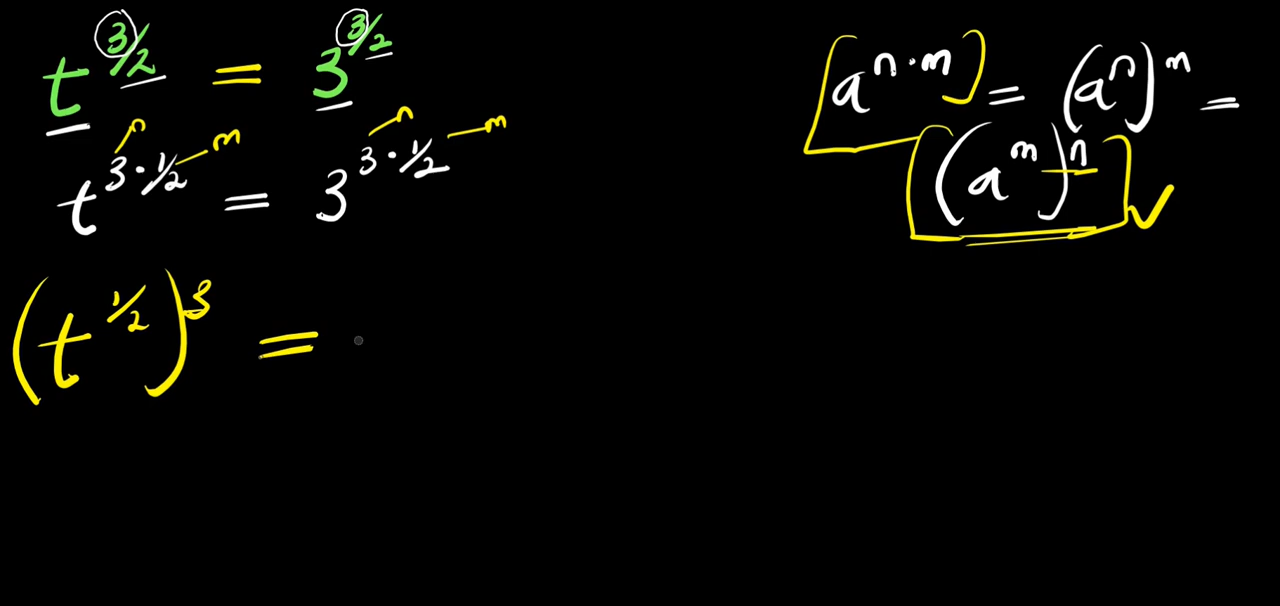 t^{3/2} = 3^{3/2}
n m n m
t^{3·1/2} = 3^{3·1/2}
(t^{1/2})^3 =
[a^{n·m}] = (a^n)^m =
(a^m)^n ✓